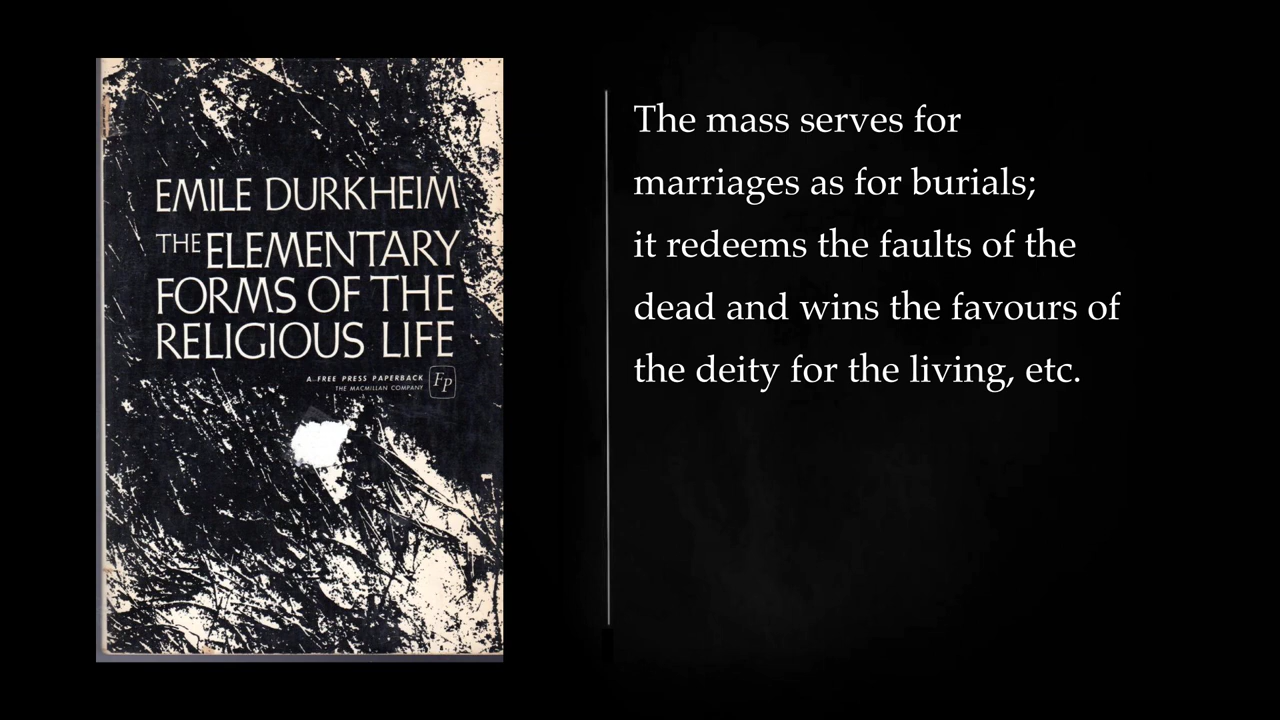 EMILE DURKHEIM
THE ELEMENTARY
FORMS OF THE
RELIGIOUS LIFE
A FREE PRESS PAPERBACK
THE MACMILLAN COMPANY
Fp
The mass serves for
marriages as for burials;
it redeems the faults of the
dead and wins the favours of
the deity for the living, etc.